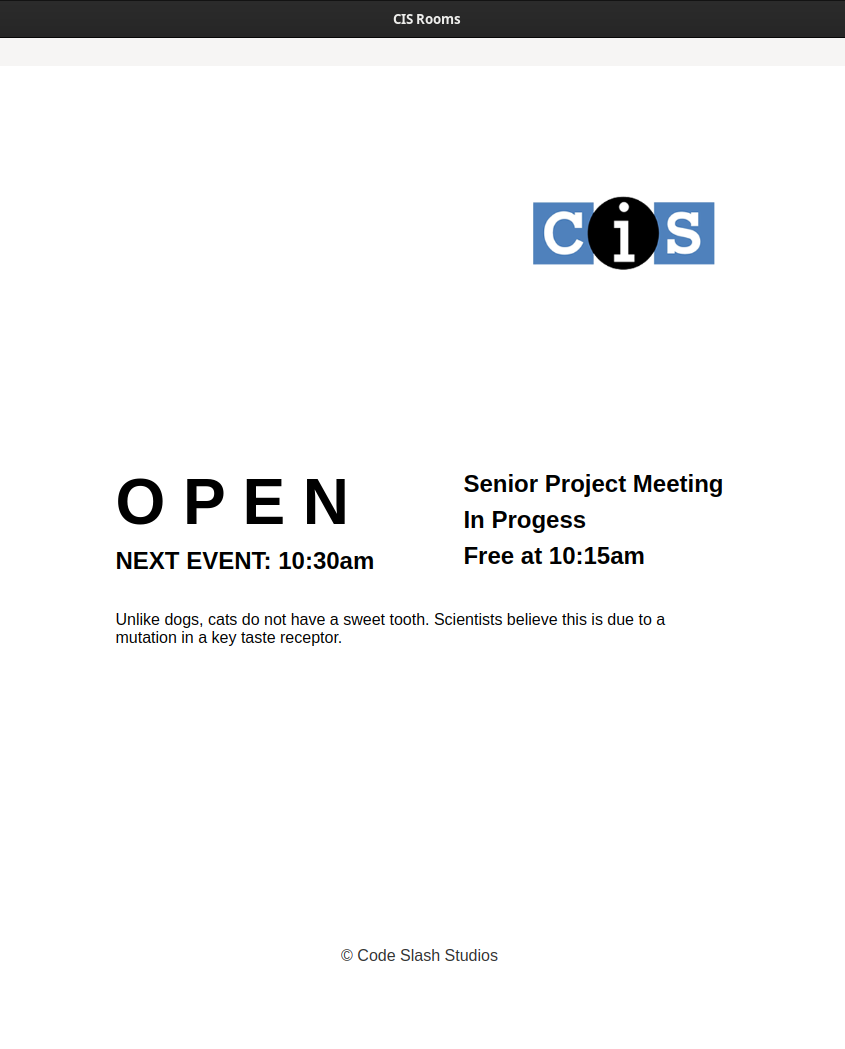 CIS Rooms
CiS
OPEN
NEXT EVENT: 10:30am
Senior Project Meeting
In Progess
Free at 10:15am
Unlike dogs, cats do not have a sweet tooth. Scientists believe this is due to a
mutation in a key taste receptor.
© Code Slash Studios